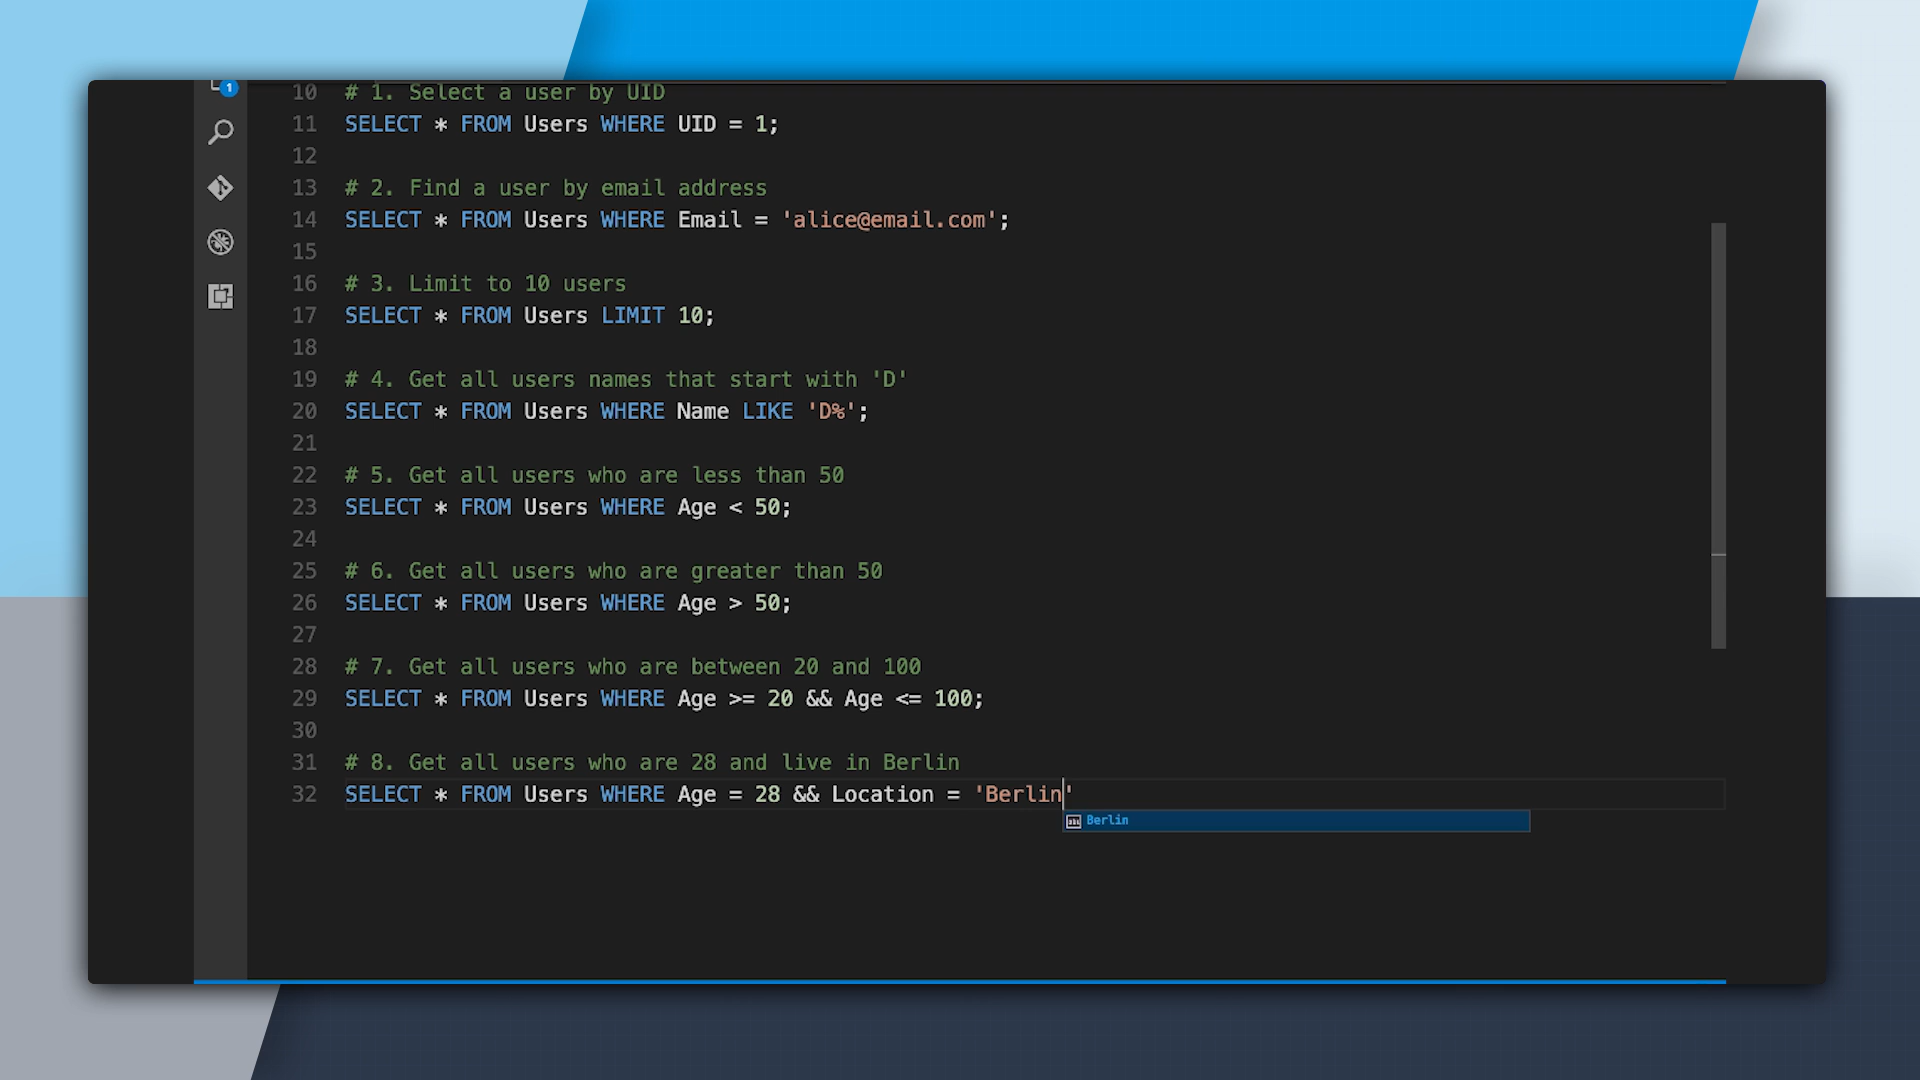 1
10 # 1. Select a user by UID
11 SELECT * FROM Users WHERE UID = 1;
12
13 # 2. Find a user by email address
14 SELECT * FROM Users WHERE Email = 'alice@email.com';
15
16 # 3. Limit to 10 users
17 SELECT * FROM Users LIMIT 10;
18
19 # 4. Get all users names that start with 'D'
20 SELECT * FROM Users WHERE Name LIKE 'D%';
21
22 # 5. Get all users who are less than 50
23 SELECT * FROM Users WHERE Age < 50;
24
25 # 6. Get all users who are greater than 50
26 SELECT * FROM Users WHERE Age > 50;
27
28 # 7. Get all users who are between 20 and 100
29 SELECT * FROM Users WHERE Age >= 20 && Age <= 100;
30
31 # 8. Get all users who are 28 and live in Berlin
32 SELECT * FROM Users WHERE Age = 28 && Location = 'Berlin'
abc Berlin